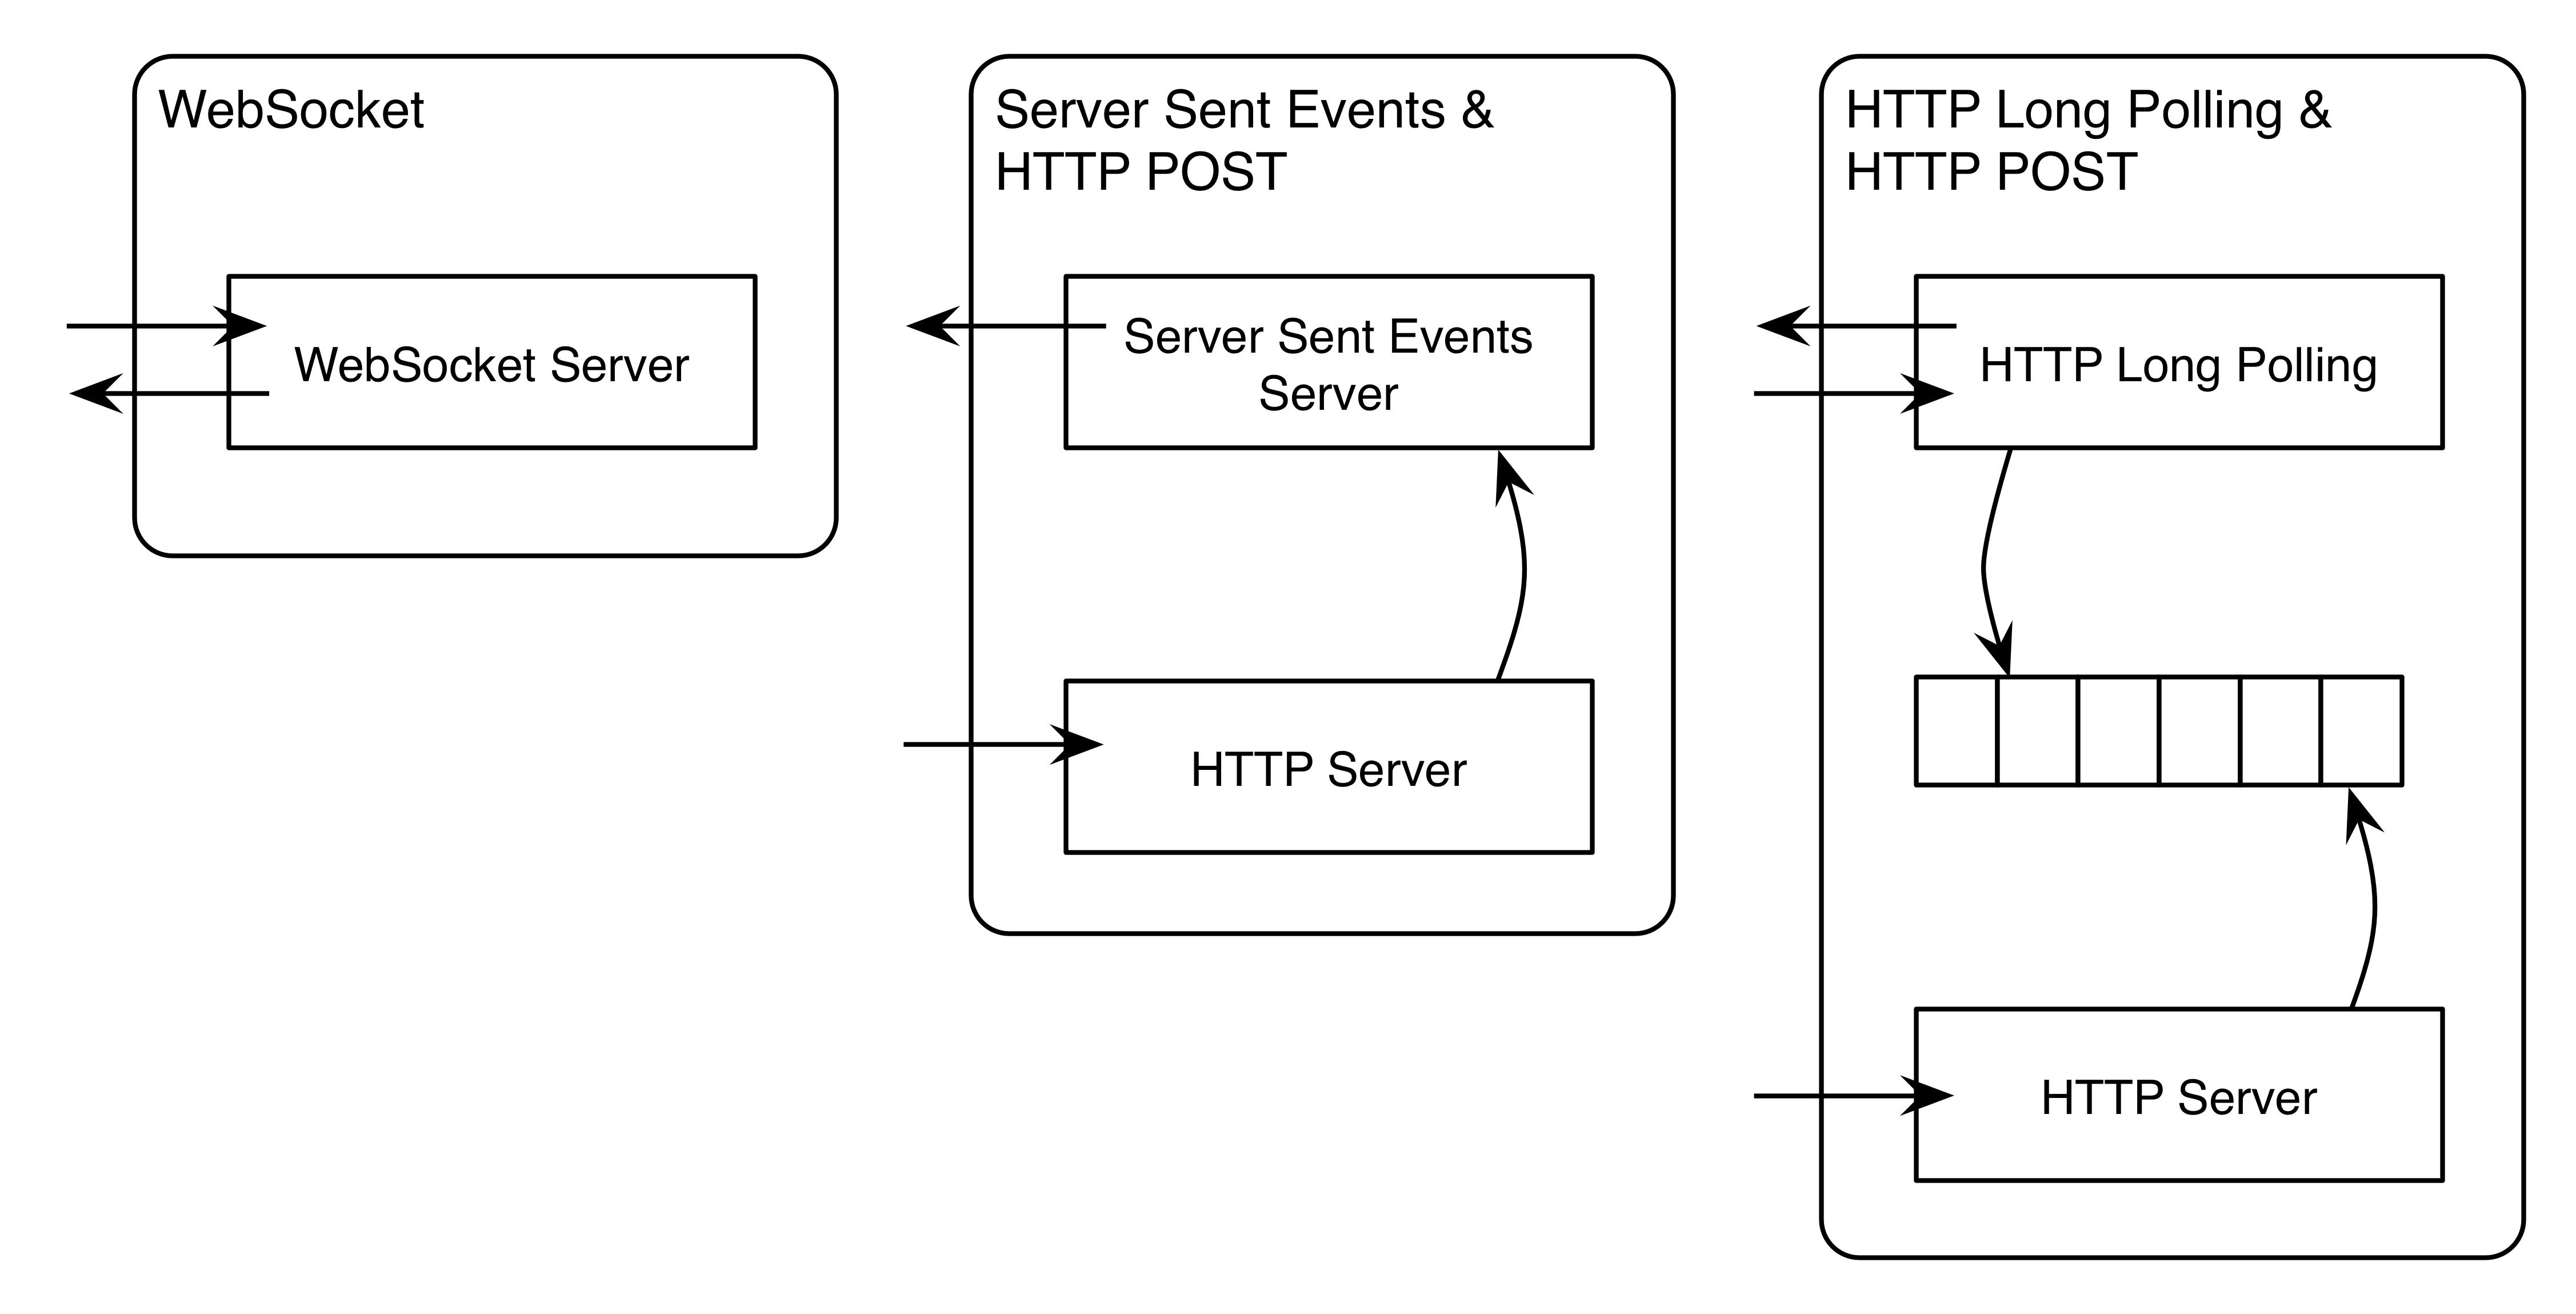 WebSocket
WebSocket Server
Server Sent Events &
HTTP POST
Server Sent Events
Server
HTTP Server
HTTP Long Polling &
HTTP POST
HTTP Long Polling
HTTP Server